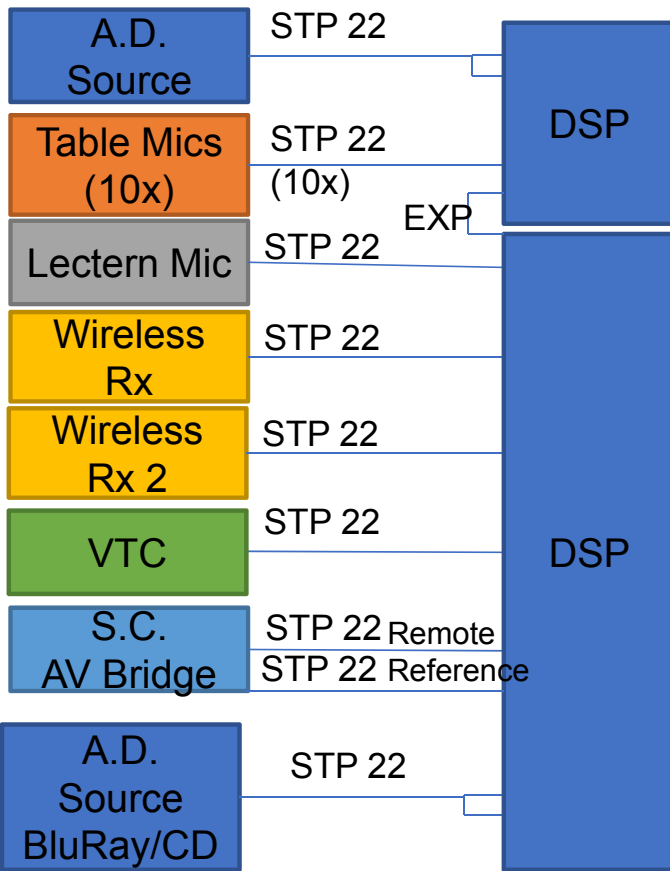 A.D.
Source
STP 22
DSP
Table Mics
(10x)
STP 22
(10x)
EXP
Lectern Mic
STP 22
Wireless
Rx
STP 22
Wireless
Rx 2
STP 22
VTC
STP 22
DSP
S.C.
AV Bridge
STP 22 Remote
STP 22 Reference
A.D.
Source
BluRay/CD
STP 22